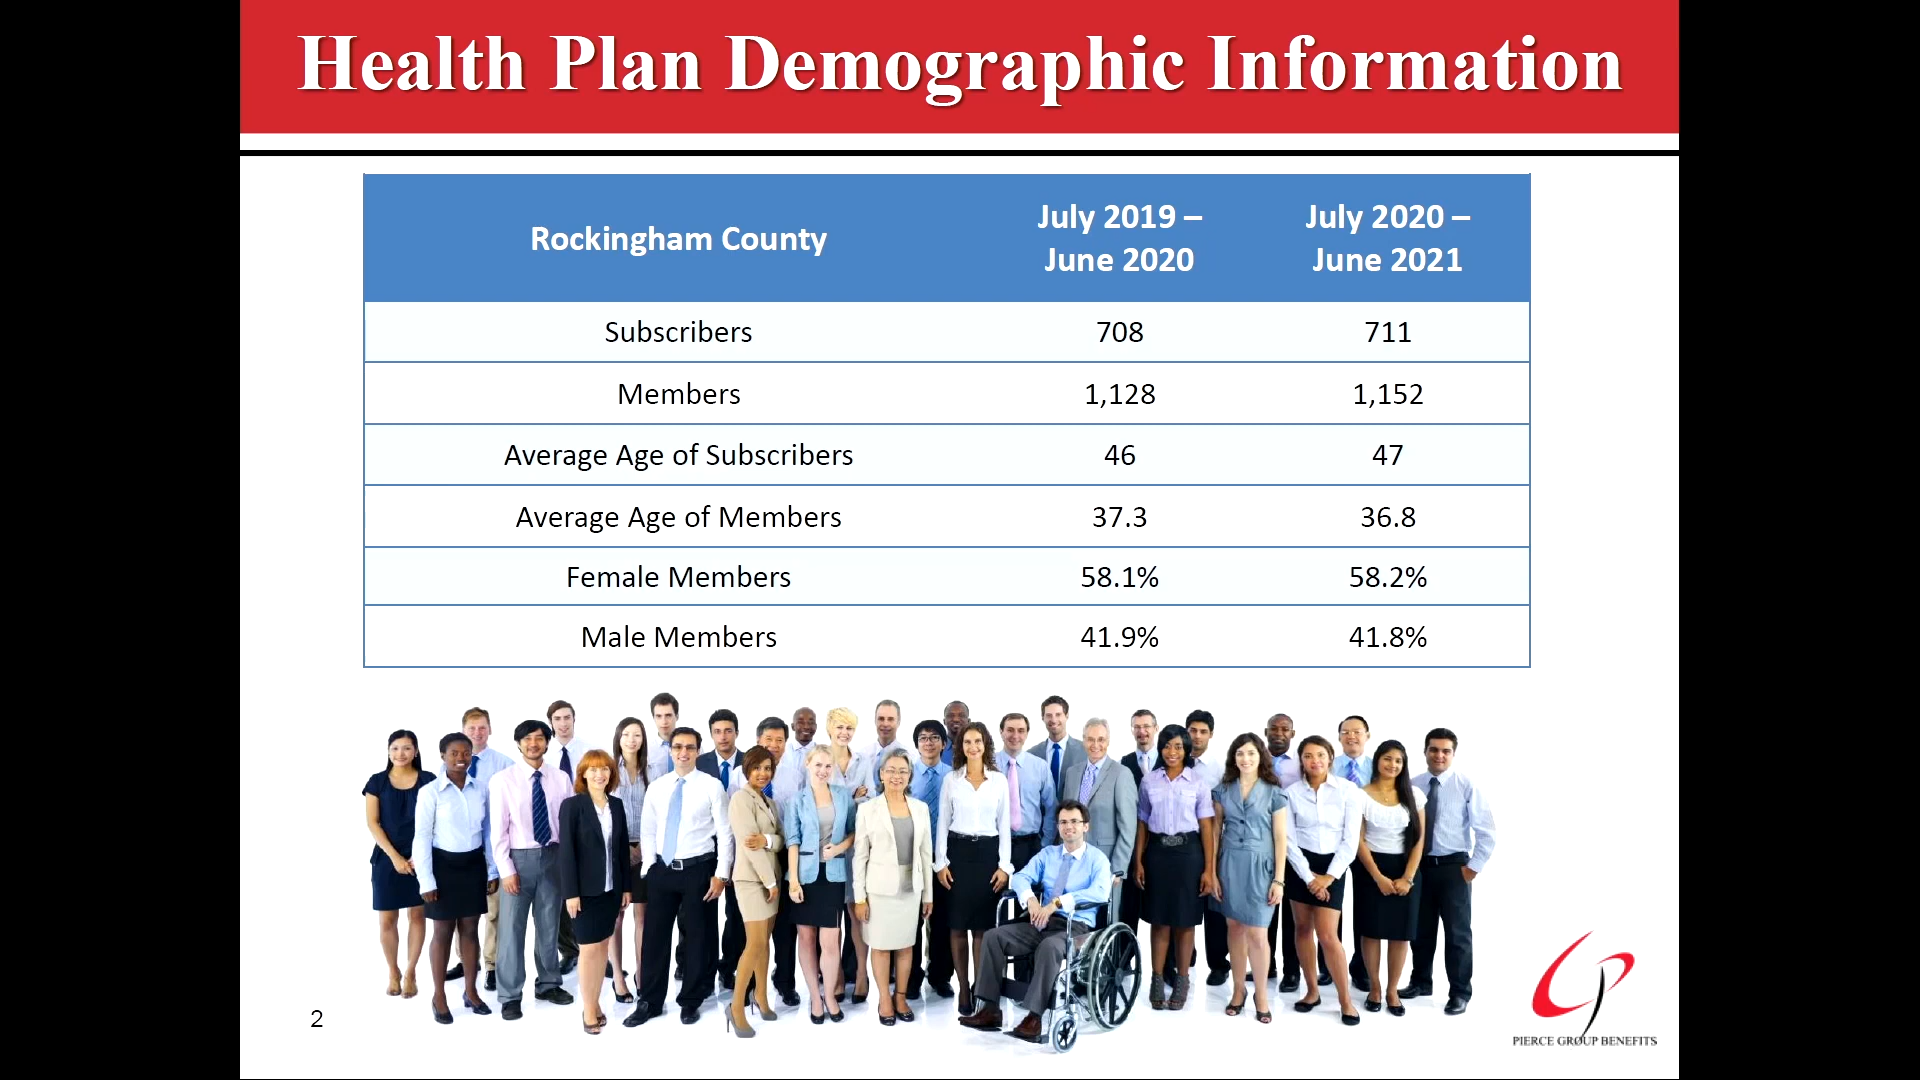 Health Plan Demographic Information
Rockingham County
July 2019 –
June 2020
July 2020 –
June 2021
Subscribers 708 711
Members 1,128 1,152
Average Age of Subscribers 46 47
Average Age of Members 37.3 36.8
Female Members 58.1% 58.2%
Male Members 41.9% 41.8%
2
PIERCE GROUP BENEFITS